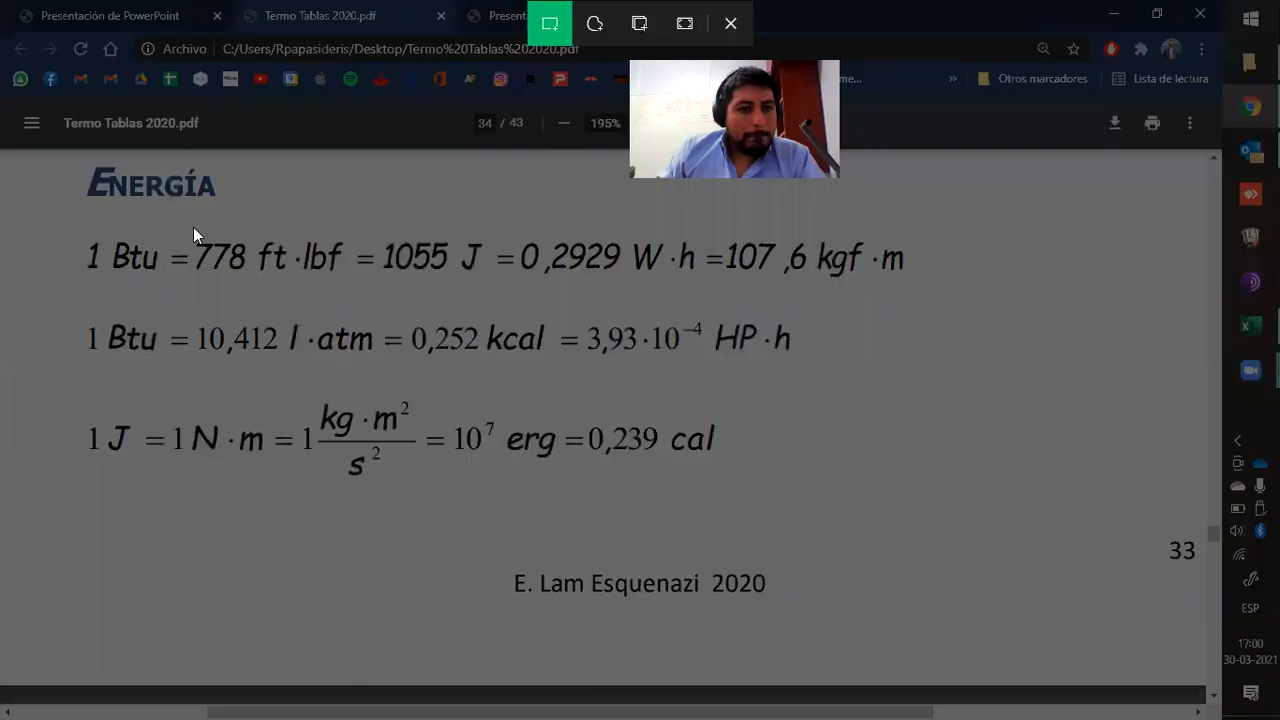 Presentación de PowerPoint
Termo Tablas 2020.pdf
Present
Archivo
C:/Users/Rpapasideris/Desktop/Termo%20Tablas%202020.pdf
me...
Otros marcadores
Lista de lectura
Termo Tablas 2020.pdf
34 / 43
195%
ENERGÍA
1 Btu = 778 ft·lbf = 1055 J = 0,2929 W·h = 107,6 kgf·m
1 Btu = 10,412 l·atm = 0,252 kcal = 3,93·10⁻⁴ HP·h
1 J = 1 N·m = 1 kg·m²/s² = 10⁷ erg = 0,239 cal
33
E. Lam Esquenazi 2020
ESP
17:00
30-03-2021